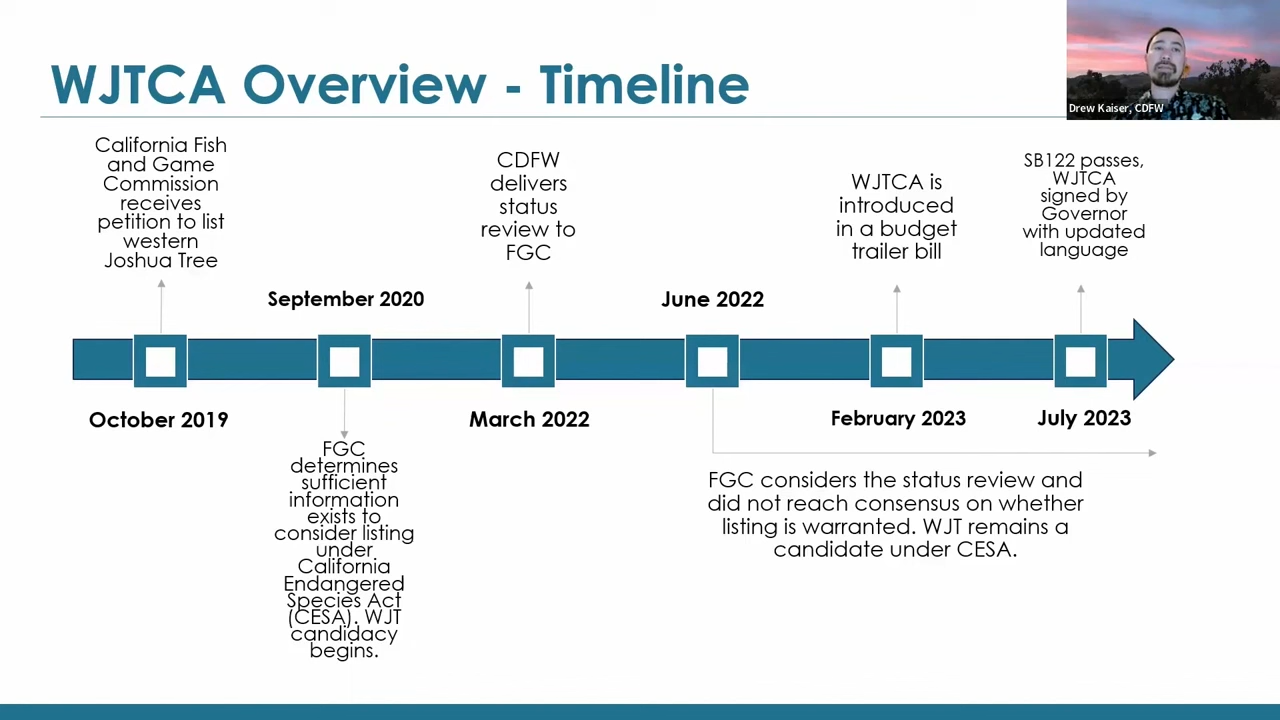 WJTCA Overview - Timeline
Drew Kaiser, CDFW
California Fish
and Game
Commission
receives
petition to list
western
Joshua Tree
October 2019
September 2020
FGC
determines
sufficient
information
exists to
consider listing
under
California
Endangered
Species Act
(CESA). WJT
candidacy
begins.
CDFW
delivers
status
review to
FGC
March 2022
June 2022
FGC considers the status review and
did not reach consensus on whether
listing is warranted. WJT remains a
candidate under CESA.
WJTCA is
introduced
in a budget
trailer bill
February 2023
SB122 passes,
WJTCA
signed by
Governor
with updated
language
July 2023